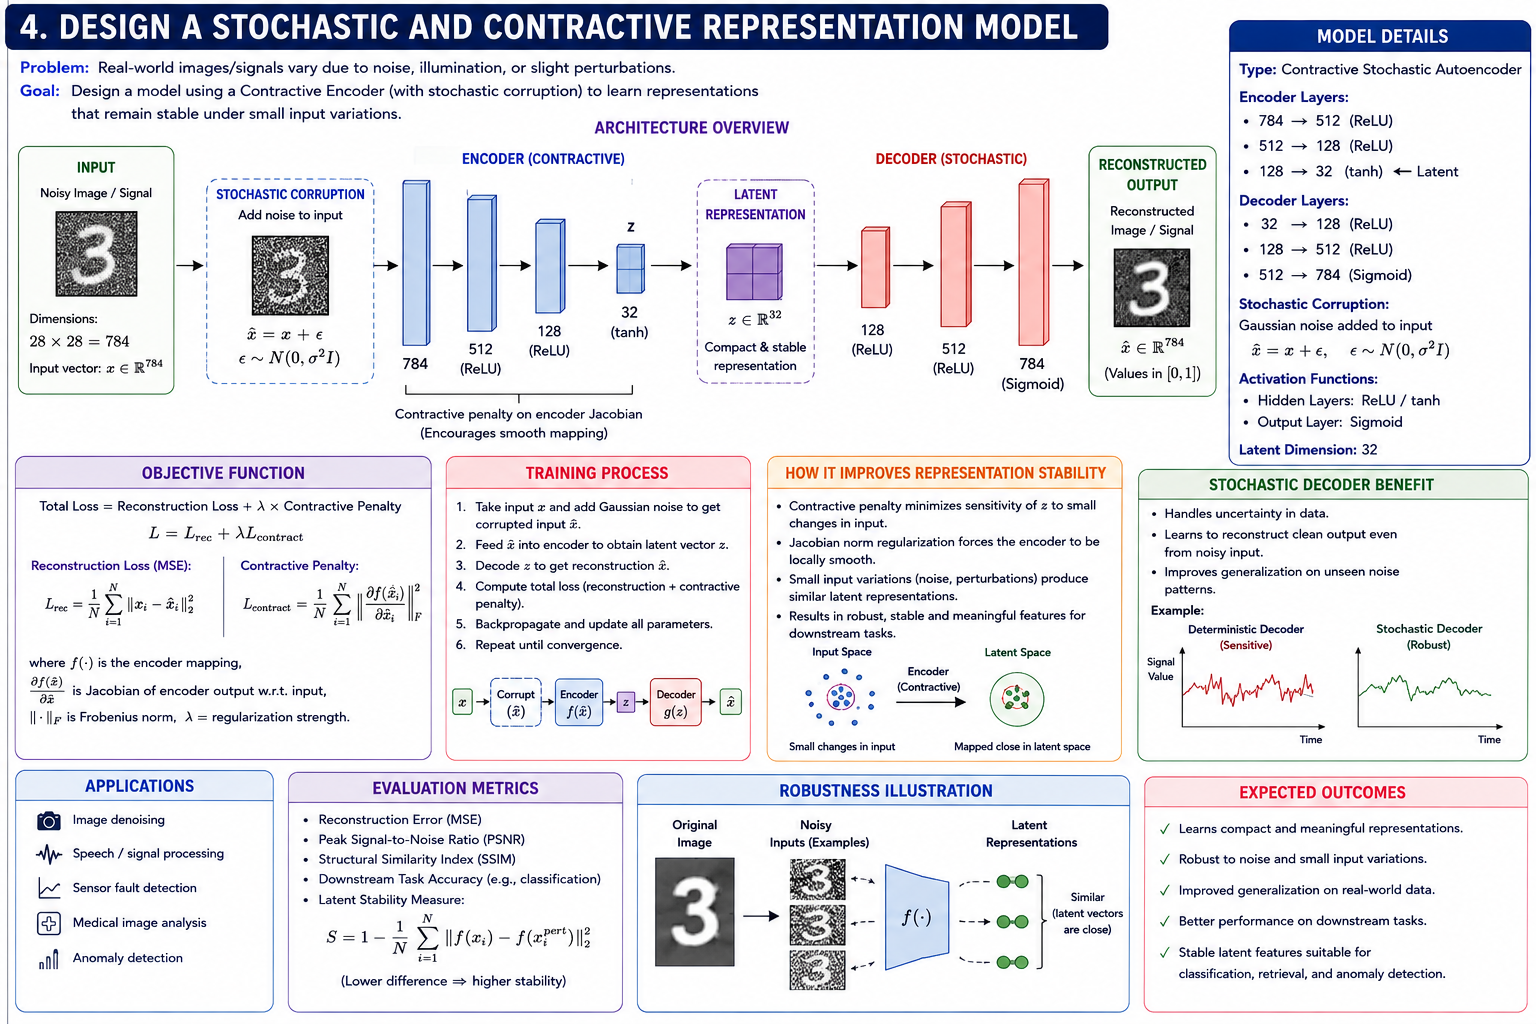 4. DESIGN A STOCHASTIC AND CONTRACTIVE REPRESENTATION MODEL
Problem: Real-world images/signals vary due to noise, illumination, or slight perturbations.
Goal: Design a model using a Contractive Encoder (with stochastic corruption) to learn representations
that remain stable under small input variations.
ARCHITECTURE OVERVIEW
INPUT
Noisy Image / Signal
3
Dimensions:
28 × 28 = 784
Input vector: x ∈ ℝ^784
STOCHASTIC CORRUPTION
Add noise to input
3
x̂ = x + ϵ
ϵ ~ N(0, σ²I)
ENCODER (CONTRACTIVE)
784
512
(ReLU)
128
(ReLU)
z
32
(tanh)
Contractive penalty on encoder Jacobian
(Encourages smooth mapping)
LATENT
REPRESENTATION
z ∈ ℝ^32
Compact & stable
representation
DECODER (STOCHASTIC)
128
(ReLU)
512
(ReLU)
784
(Sigmoid)
RECONSTRUCTED
OUTPUT
Reconstructed
Image / Signal
3
x̂ ∈ ℝ^784
(Values in [0, 1])
MODEL DETAILS
Type: Contractive Stochastic Autoencoder
Encoder Layers:
• 784 → 512 (ReLU)
• 512 → 128 (ReLU)
• 128 → 32 (tanh) ← Latent
Decoder Layers:
• 32 → 128 (ReLU)
• 128 → 512 (ReLU)
• 512 → 784 (Sigmoid)
Stochastic Corruption:
Gaussian noise added to input
x̂ = x + ϵ, ϵ ~ N(0, σ²I)
Activation Functions:
• Hidden Layers: ReLU / tanh
• Output Layer: Sigmoid
Latent Dimension: 32
OBJECTIVE FUNCTION
Total Loss = Reconstruction Loss + λ × Contractive Penalty
L = L_rec + λL_contract
Reconstruction Loss (MSE):
L_rec = 1/N ∑_{i=1}^{N} ‖x_i − x̂_i‖₂²
Contractive Penalty:
L_contract = 1/N ∑_{i=1}^{N} ‖∂f(x̂_i)/∂x̂_i‖_F²
where f(·) is the encoder mapping,
∂f(x̂)/∂x̂ is Jacobian of encoder output w.r.t. input,
‖·‖_F is Frobenius norm, λ = regularization strength.
TRAINING PROCESS
1. Take input x and add Gaussian noise to get
corrupted input x̂.
2. Feed x̂ into encoder to obtain latent vector z.
3. Decode z to get reconstruction x̂.
4. Compute total loss (reconstruction + contractive
penalty).
5. Backpropagate and update all parameters.
6. Repeat until convergence.
x
Corrupt
(x̂)
Encoder
f(x̂)
z
Decoder
g(z)
x̂
HOW IT IMPROVES REPRESENTATION STABILITY
• Contractive penalty minimizes sensitivity of z to small
changes in input.
• Jacobian norm regularization forces the encoder to be
locally smooth.
• Small input variations (noise, perturbations) produce
similar latent representations.
• Results in robust, stable and meaningful features for
downstream tasks.
Input Space
Encoder
(Contractive)
Latent Space
Small changes in input
Mapped close in latent space
STOCHASTIC DECODER BENEFIT
• Handles uncertainty in data.
• Learns to reconstruct clean output even
from noisy input.
• Improves generalization on unseen noise
patterns.
Example:
Deterministic Decoder
(Sensitive)
Signal
Value
Time
Stochastic Decoder
(Robust)
Time
APPLICATIONS
Image denoising
Speech / signal processing
Sensor fault detection
Medical image analysis
Anomaly detection
EVALUATION METRICS
• Reconstruction Error (MSE)
• Peak Signal-to-Noise Ratio (PSNR)
• Structural Similarity Index (SSIM)
• Downstream Task Accuracy (e.g., classification)
• Latent Stability Measure:
S = 1 − 1/N ∑_{i=1}^{N} ‖f(x_i) − f(x_i^pert)‖₂²
(Lower difference ⇒ higher stability)
ROBUSTNESS ILLUSTRATION
Original
Image
3
Noisy
Inputs (Examples)
3
3
3
f(·)
Latent
Representations
Similar
(latent vectors
are close)
EXPECTED OUTCOMES
✓ Learns compact and meaningful representations.
✓ Robust to noise and small input variations.
✓ Improved generalization on real-world data.
✓ Better performance on downstream tasks.
✓ Stable latent features suitable for
classification, retrieval, and anomaly detection.